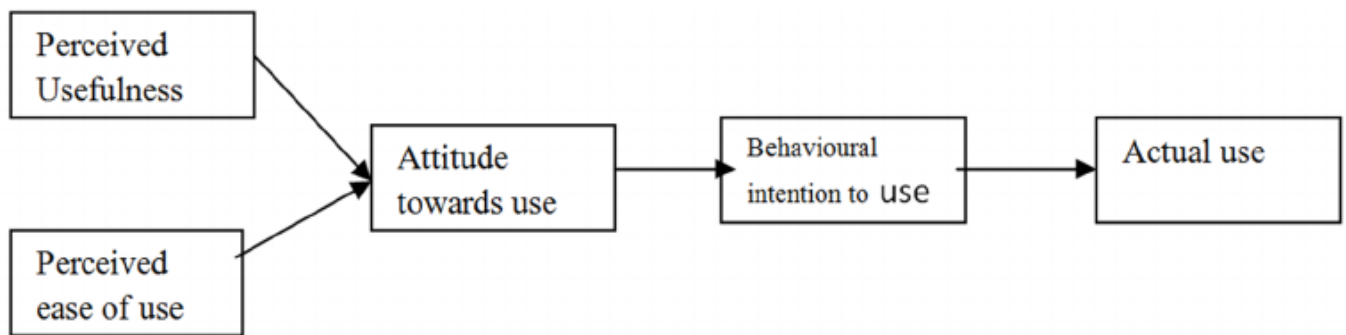 Perceived
Usefulness
Attitude
towards use
Behavioural
intention to use
Actual use
Perceived
ease of use